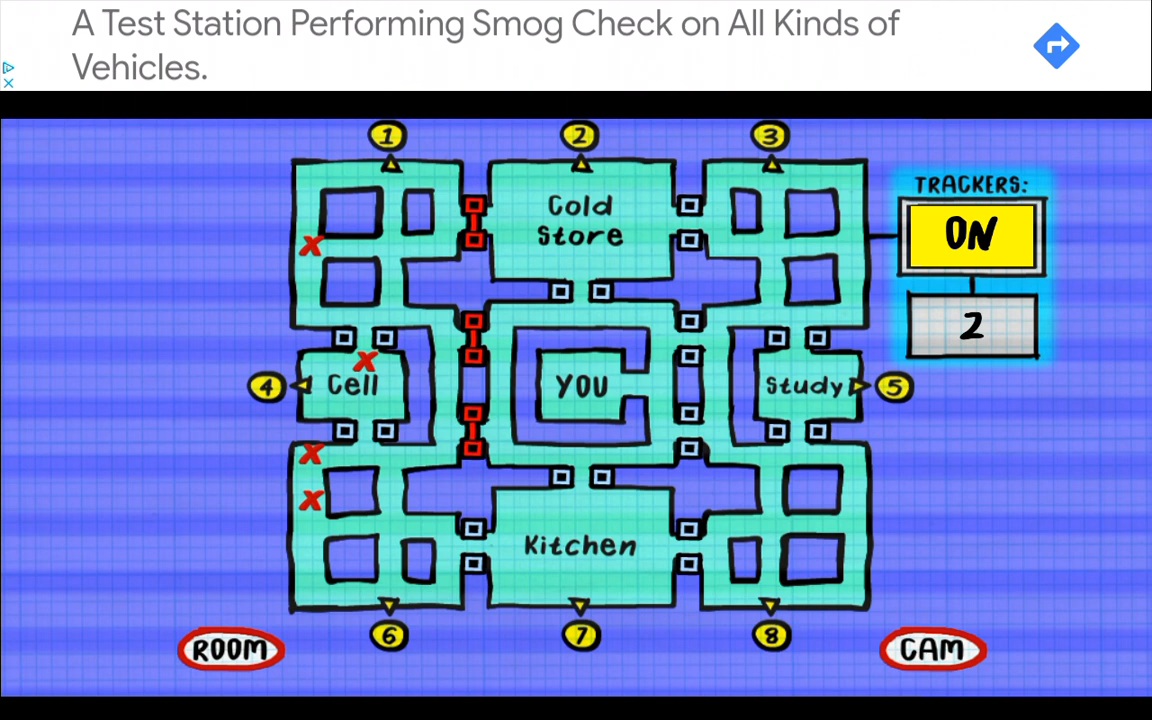 A Test Station Performing Smog Check on All Kinds of
Vehicles.
1
2
3
TRACKERS:
ON
2
Cold
Store
X
X
4
Cell
YOU
Study
5
X
X
Kitchen
6
7
8
ROOM
CAM